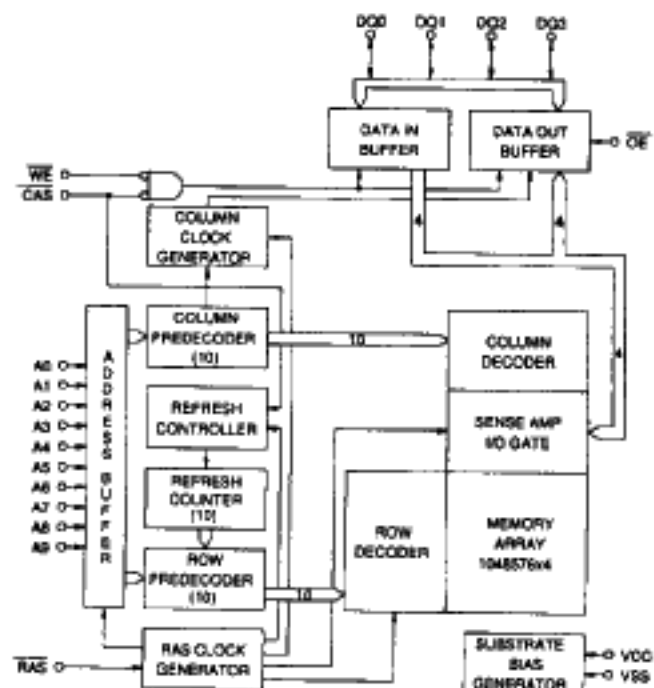 DQ0 DQ1 DQ2 DQ3
DATA IN
BUFFER
DATA OUT
BUFFER
OE
WE
CAS
4
4
COLUMN
CLOCK
GENERATOR
COLUMN
PREDECODER
(10)
10
COLUMN
DECODER
4
ADDRESS BUFFER
A0
A1
A2
A3
A4
A5
A6
A7
A8
A9
REFRESH
CONTROLLER
SENSE AMP
I/O GATE
REFRESH
COUNTER
(10)
ROW
DECODER
MEMORY
ARRAY
1048576x4
ROW
PREDECODER
(10)
10
RAS
RAS CLOCK
GENERATOR
SUBSTRATE
BIAS
GENERATOR
VCC
VSS